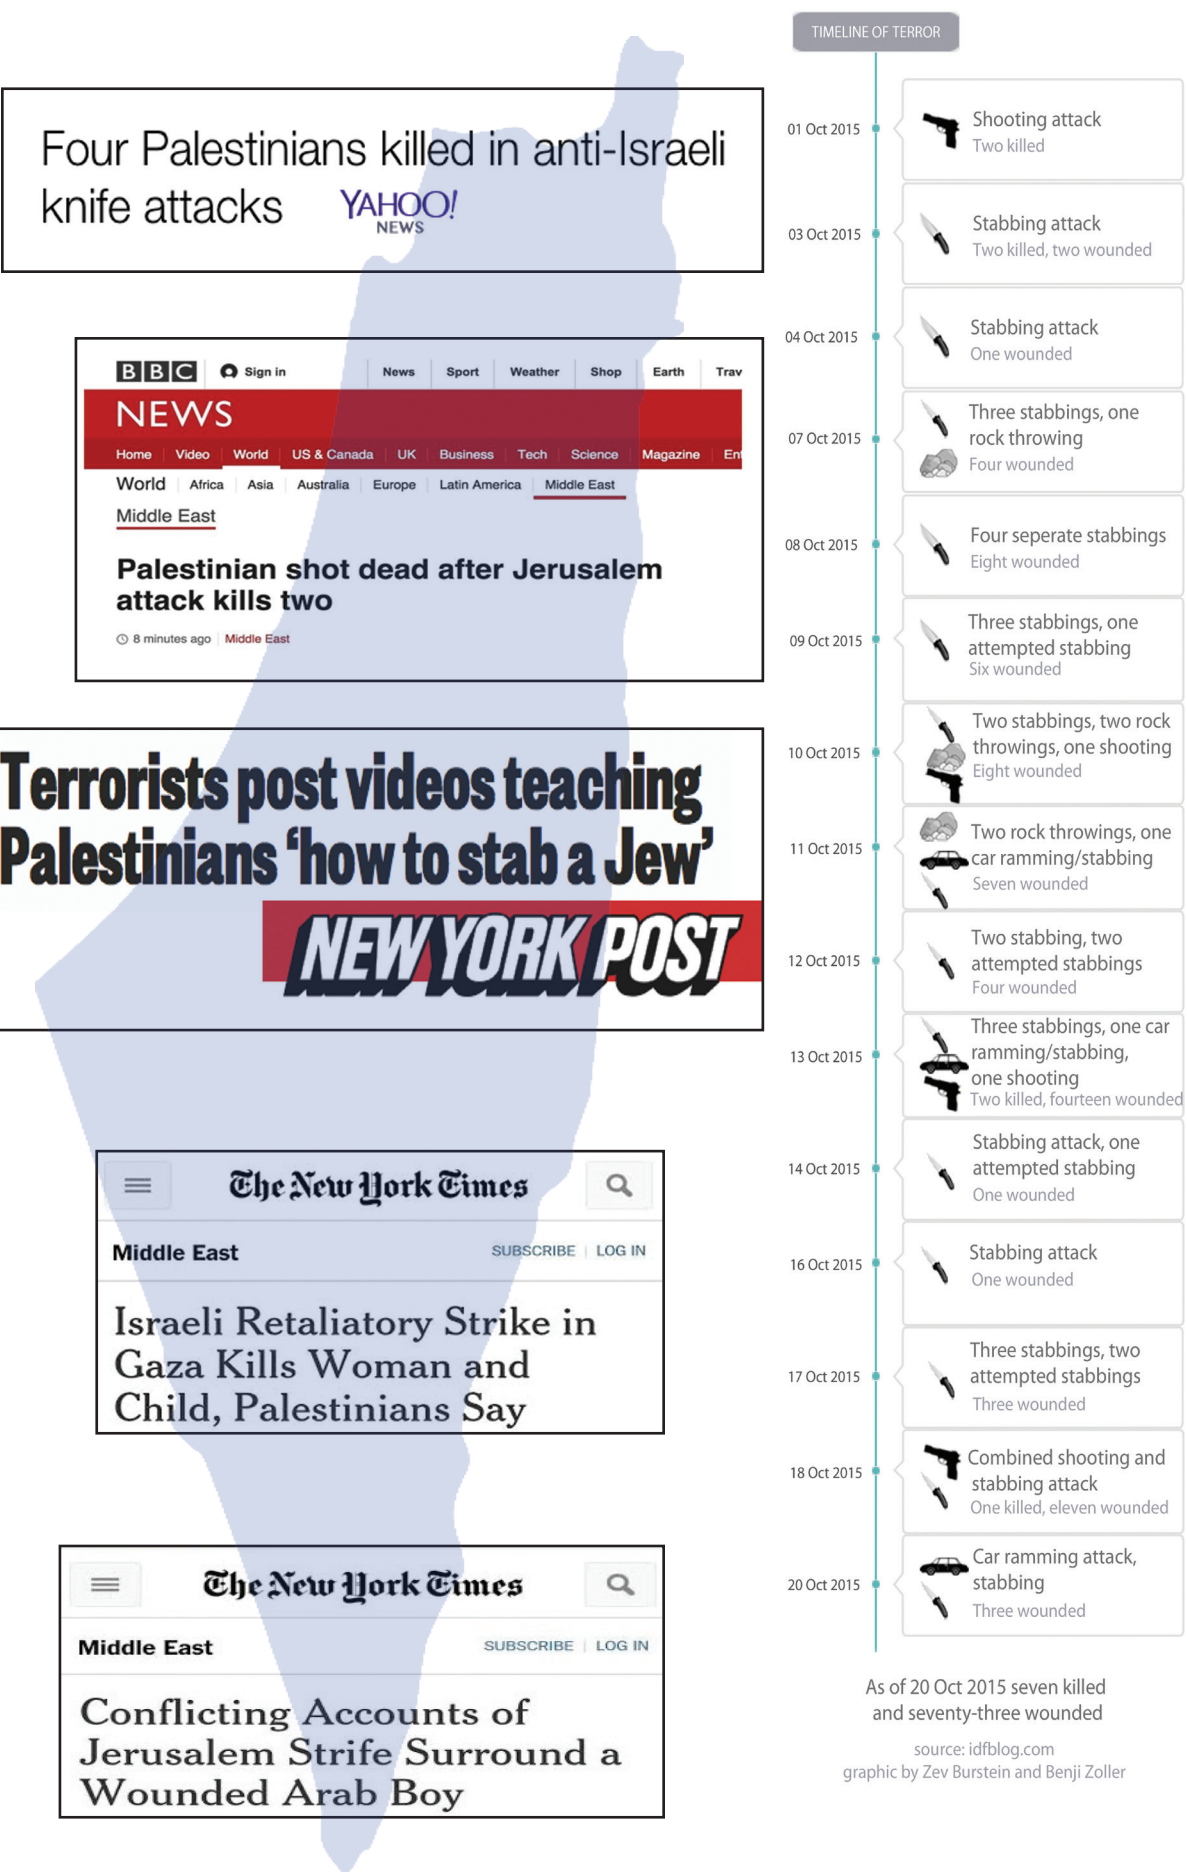 Four Palestinians killed in anti-Israeli
knife attacks
YAHOO!
NEWS
BBC
Sign in
News
Sport
Weather
Shop
Earth
Trav
NEWS
Home
Video
World
US & Canada
UK
Business
Tech
Science
Magazine
Ent
World
Africa
Asia
Australia
Europe
Latin America
Middle East
Middle East
Palestinian shot dead after Jerusalem
attack kills two
8 minutes ago
Middle East
Terrorists post videos teaching
Palestinians ‘how to stab a Jew’
NEW YORK POST
The New York Times
Middle East
SUBSCRIBE
LOG IN
Israeli Retaliatory Strike in
Gaza Kills Woman and
Child, Palestinians Say
The New York Times
Middle East
SUBSCRIBE
LOG IN
Conflicting Accounts of
Jerusalem Strife Surround a
Wounded Arab Boy
TIMELINE OF TERROR
01 Oct 2015
Shooting attack
Two killed
03 Oct 2015
Stabbing attack
Two killed, two wounded
04 Oct 2015
Stabbing attack
One wounded
07 Oct 2015
Three stabbings, one
rock throwing
Four wounded
08 Oct 2015
Four seperate stabbings
Eight wounded
09 Oct 2015
Three stabbings, one
attempted stabbing
Six wounded
10 Oct 2015
Two stabbings, two rock
throwings, one shooting
Eight wounded
11 Oct 2015
Two rock throwings, one
car ramming/stabbing
Seven wounded
12 Oct 2015
Two stabbing, two
attempted stabbings
Four wounded
13 Oct 2015
Three stabbings, one car
ramming/stabbing,
one shooting
Two killed, fourteen wounded
14 Oct 2015
Stabbing attack, one
attempted stabbing
One wounded
16 Oct 2015
Stabbing attack
One wounded
17 Oct 2015
Three stabbings, two
attempted stabbings
Three wounded
18 Oct 2015
Combined shooting and
stabbing attack
One killed, eleven wounded
20 Oct 2015
Car ramming attack,
stabbing
Three wounded
As of 20 Oct 2015 seven killed
and seventy-three wounded
source: idfblog.com
graphic by Zev Burstein and Benji Zoller